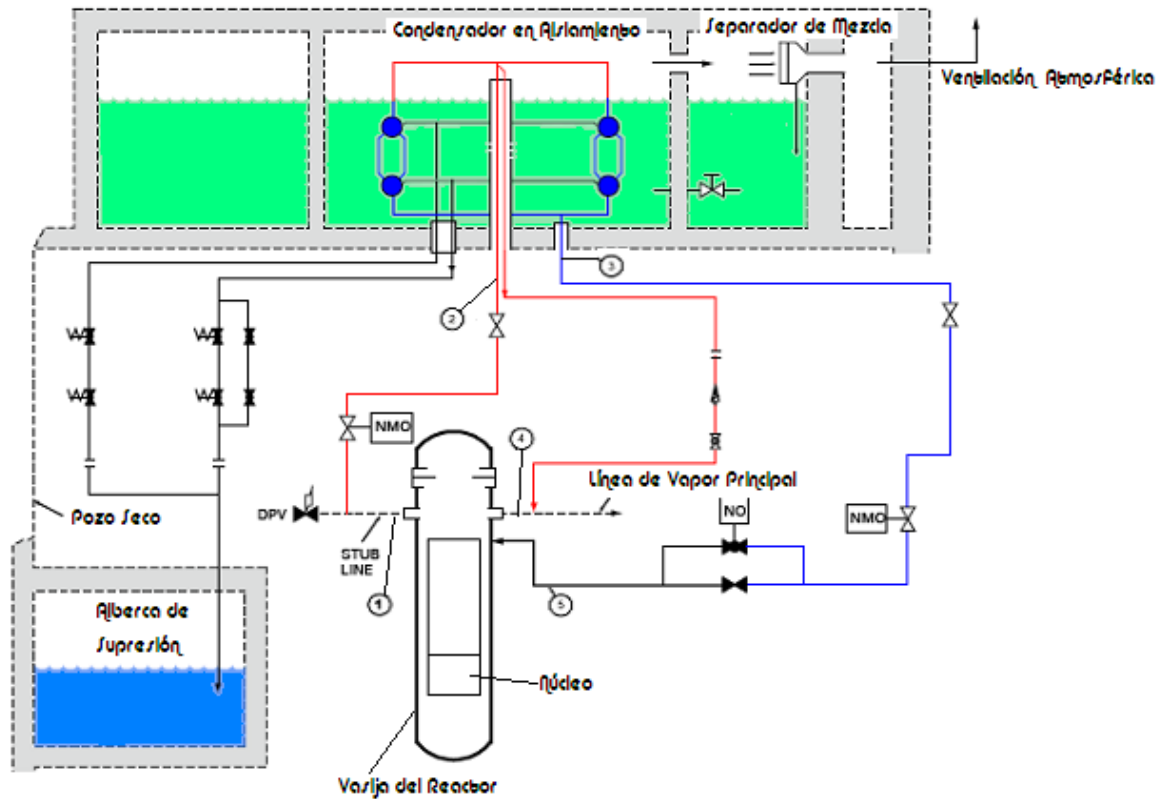 Condensador en Aislamiento
Separador de Mezcla
Ventilación Atmosférica
3
2
NMO
4
Línea de Vapor Principal
NO
NMO
DPV
Pozo Seco
STUB
LINE
1
5
Alberca de
Supresión
Núcleo
Vasija del Reactor